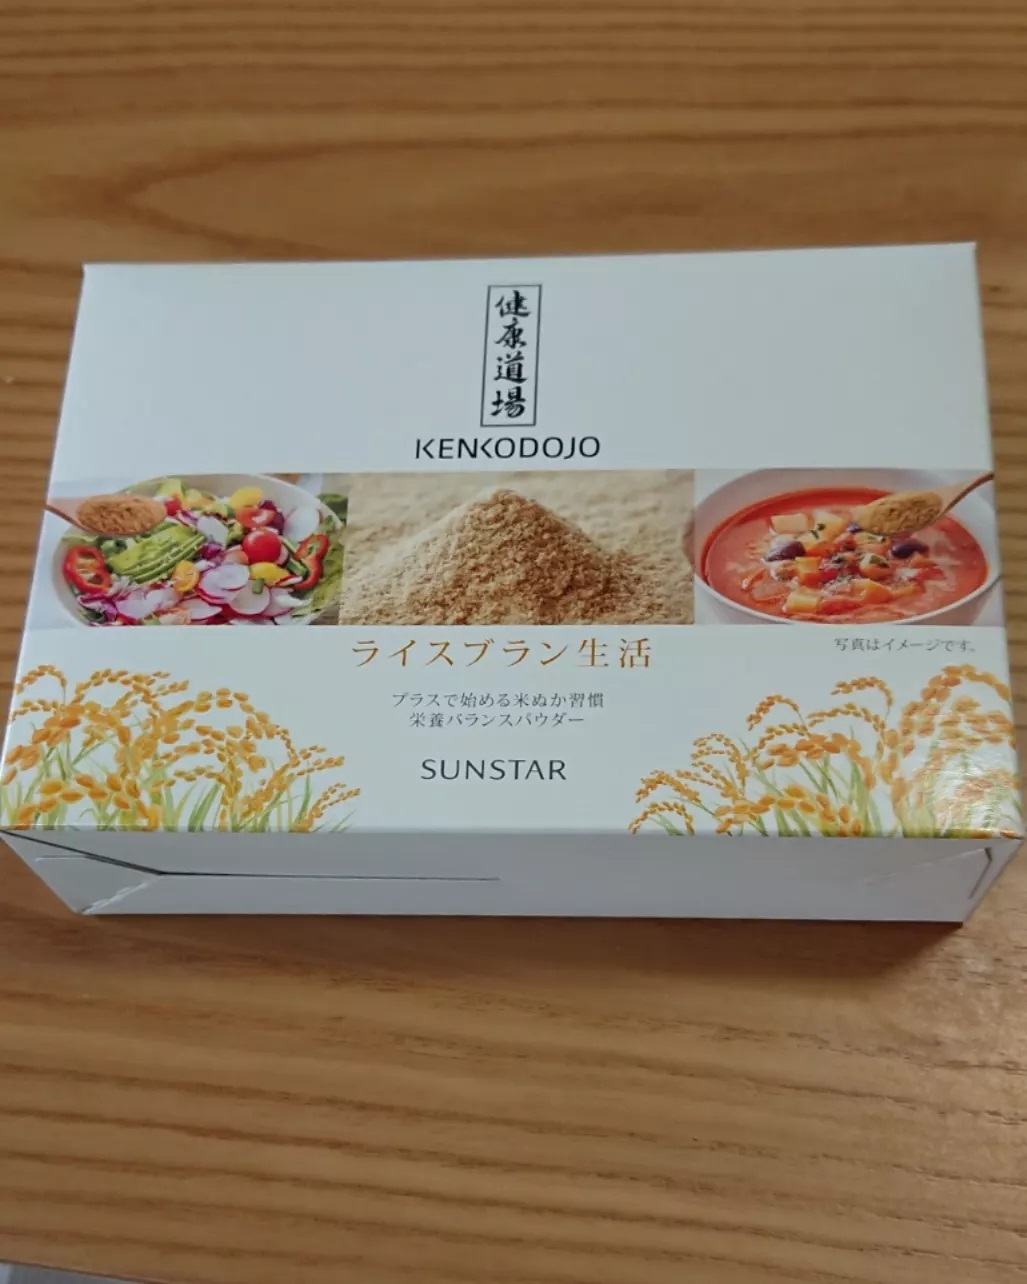 健康道場
KENKODOJO
ライスブラン生活
写真はイメージです。
プラスで始める米ぬか習慣
栄養バランスパウダー
SUNSTAR